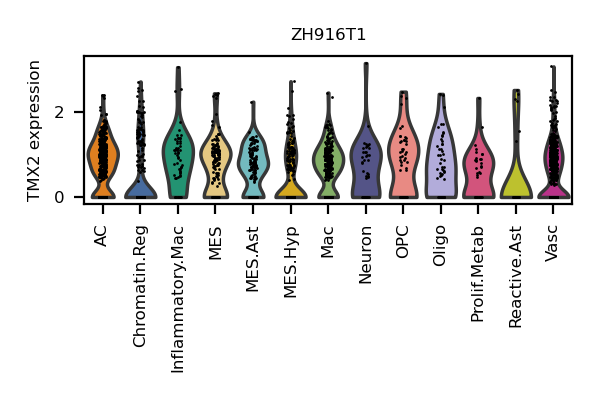 ZH916T1
TMX2 expression
2
0
AC
Chromatin.Reg
Inflammatory.Mac
MES
MES.Ast
MES.Hyp
Mac
Neuron
OPC
Oligo
Prolif.Metab
Reactive.Ast
Vasc